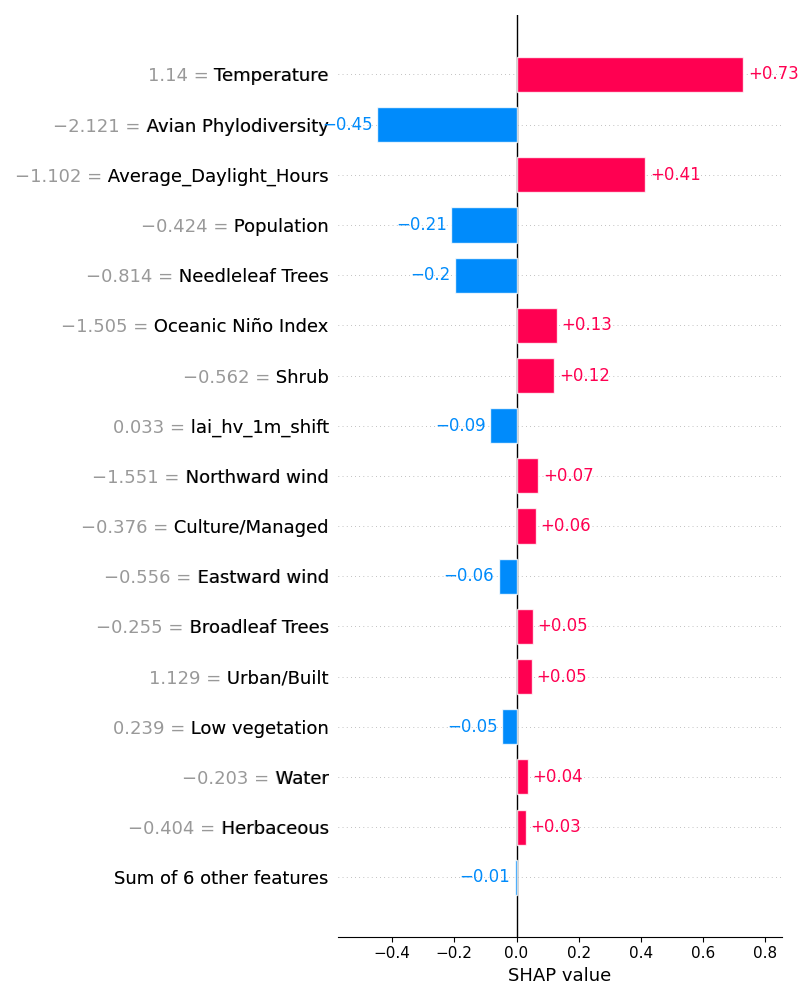 1.14 = Temperature +0.73
−2.121 = Avian Phylodiversity −0.45
−1.102 = Average_Daylight_Hours +0.41
−0.424 = Population −0.21
−0.814 = Needleleaf Trees −0.2
−1.505 = Oceanic Niño Index +0.13
−0.562 = Shrub +0.12
0.033 = lai_hv_1m_shift −0.09
−1.551 = Northward wind +0.07
−0.376 = Culture/Managed +0.06
−0.556 = Eastward wind −0.06
−0.255 = Broadleaf Trees +0.05
1.129 = Urban/Built +0.05
0.239 = Low vegetation −0.05
−0.203 = Water +0.04
−0.404 = Herbaceous +0.03
Sum of 6 other features −0.01
−0.4 −0.2 0.0 0.2 0.4 0.6 0.8
SHAP value